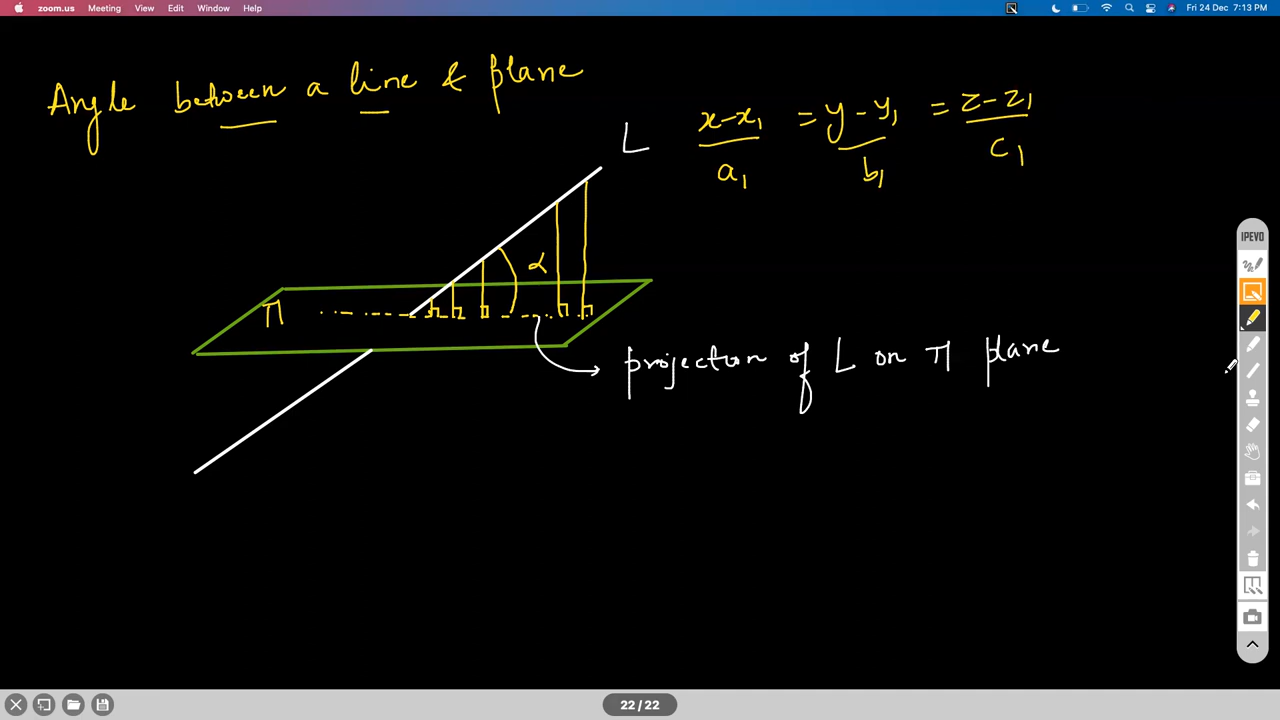 zoom.us Meeting View Edit Window Help Fri 24 Dec 7:13 PM
Angle between a line & plane
L
x-x₁/a₁ = y-y₁/b₁ = z-z₁/c₁
IPEVO
α
π
projection of L on π plane
22/22